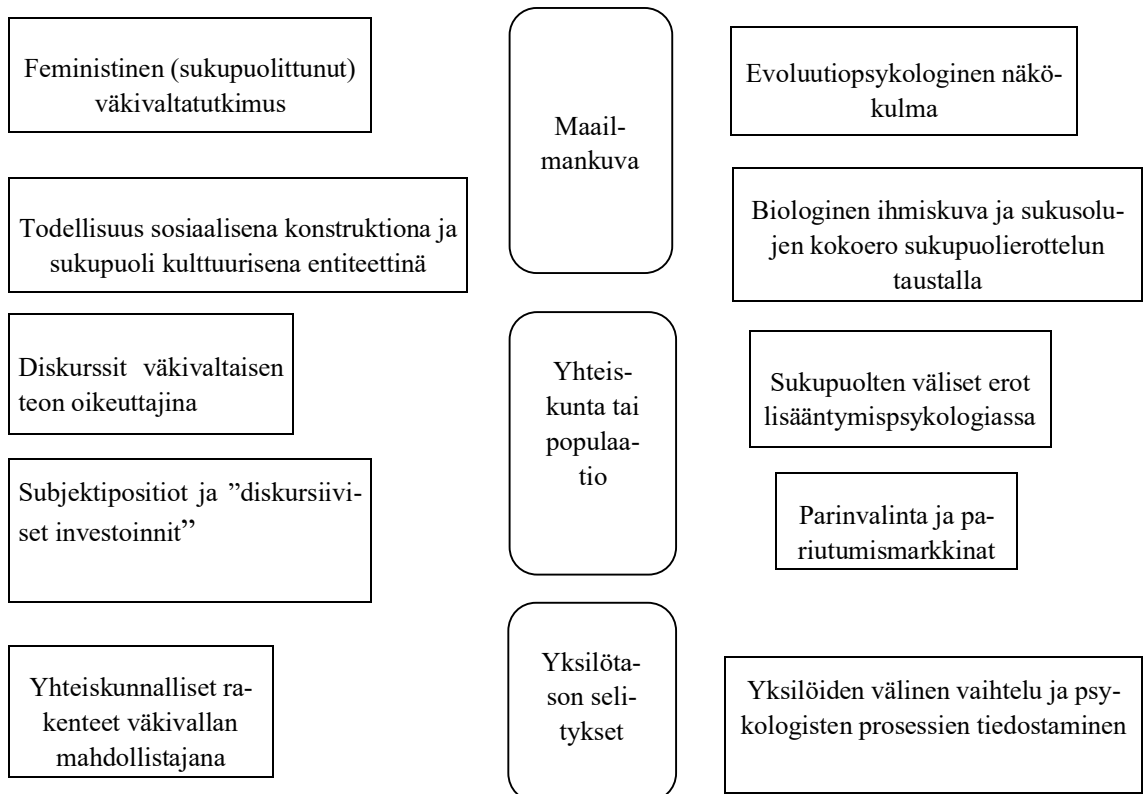 Feministinen (sukupuolittunut)
väkivaltatutkimus
Maail-
mankuva
Evoluutiopsykologinen näkö-
kulma
Todellisuus sosiaalisena konstruktiona ja
sukupuoli kulttuurisena entiteettinä
Biologinen ihmiskuva ja sukusolu-
jen kokoero sukupuolierottelun
taustalla
Diskurssit väkivaltaisen
teon oikeuttajina
Yhteis-
kunta tai
populaa-
tio
Sukupuolten väliset erot
lisääntymispsykologiassa
Subjektipositiot ja ”diskursiivi-
set investoinnit”
Parinvalinta ja pa-
riutumismarkkinat
Yhteiskunnalliset ra-
kenteet väkivallan
mahdollistajana
Yksilöta-
son seli-
tykset
Yksilöiden välinen vaihtelu ja psy-
kologisten prosessien tiedostaminen